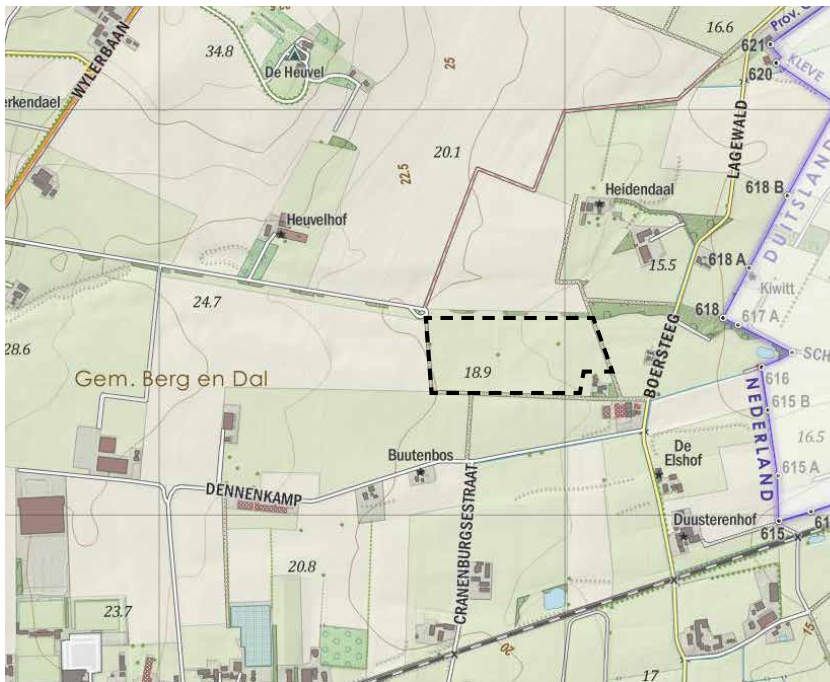 16.6
621
Prov. G
620
KLEVE
34.8
De Heuvel
25
WYLERBAAN
erkendael
20.1
22.5
LAGEWALD
618 B
DUITSLAND
Heidendaal
Heuvelhof
15.5
618 A
Kiwitt
24.7
618
617 A
28.6
18.9
BOERSTEEG
SCH
616
Gem. Berg en Dal
NEDERLAND
615 B
16.5
Buutenbos
De
Elshof
615 A
DENNENKAMP
CRANENBURGSESTRAAT
Duusterenhof
615
61
20.8
23.7
20
15
17